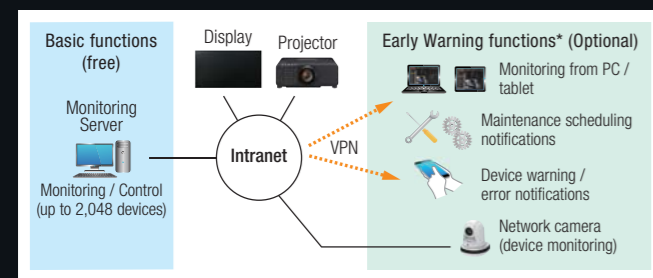 Basic functions
(free)
Monitoring
Server
Monitoring / Control
(up to 2,048 devices)
Display
Projector
Intranet
VPN
Early Warning functions* (Optional)
Monitoring from PC /
tablet
Maintenance scheduling
notifications
Device warning /
error notifications
Network camera
(device monitoring)